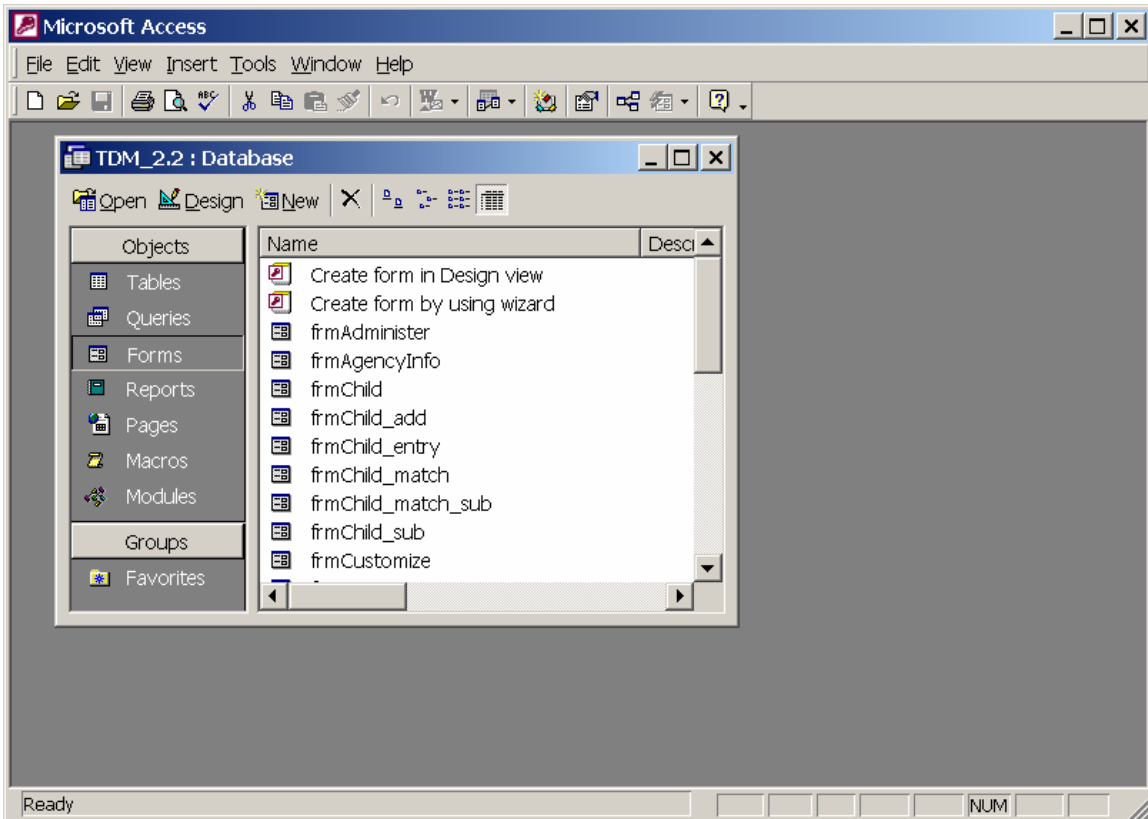 Microsoft Access
File Edit View Insert Tools Window Help
ABC
TDM_2.2 : Database
Open Design New
Objects
Tables
Queries
Forms
Reports
Pages
Macros
Modules
Groups
Favorites
Name Descr
Create form in Design view
Create form by using wizard
frmAdminister
frmAgencyInfo
frmChild
frmChild_add
frmChild_entry
frmChild_match
frmChild_match_sub
frmChild_sub
frmCustomize
Ready NUM